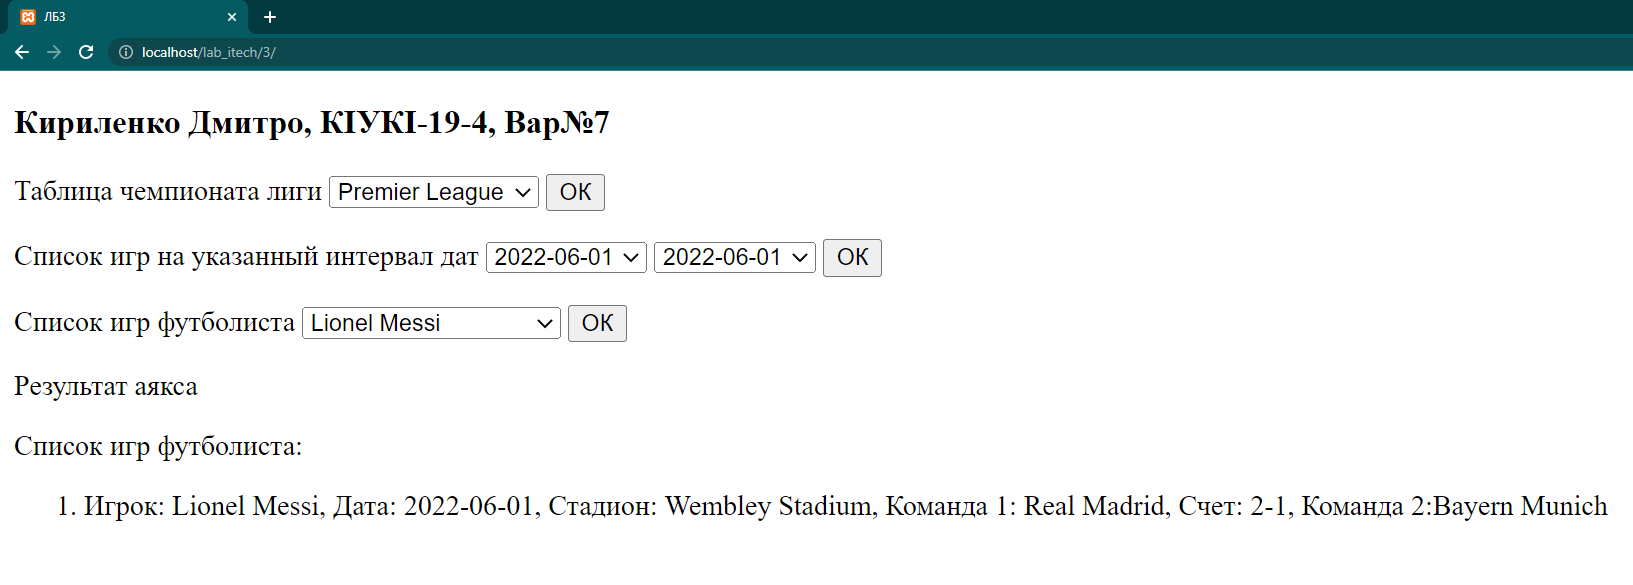 ЛБ3
localhost/lab_itech/3/
Кириленко Дмитро, КІУКІ-19-4, Вар№7
Таблица чемпионата лиги Premier League ОК
Список игр на указанный интервал дат 2022-06-01 2022-06-01 ОК
Список игр футболиста Lionel Messi ОК
Результат аякса
Список игр футболиста:
1. Игрок: Lionel Messi, Дата: 2022-06-01, Стадион: Wembley Stadium, Команда 1: Real Madrid, Счет: 2-1, Команда 2:Bayern Munich